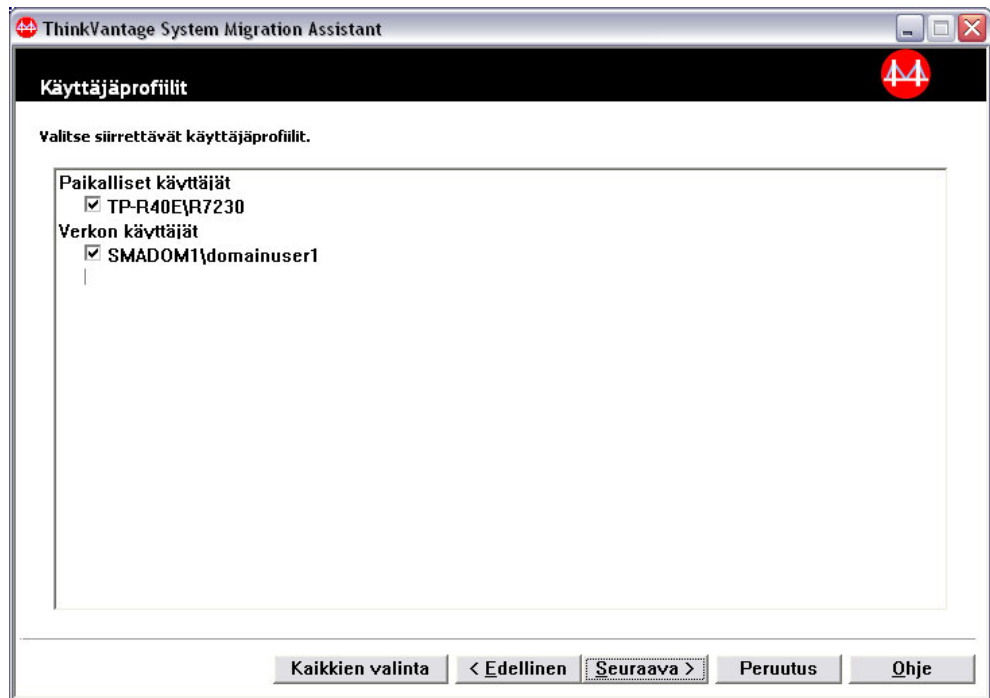 ThinkVantage System Migration Assistant
Käyttäjäprofiilit
Valitse siirrettävät käyttäjäprofiilit.
Paikalliset käyttäjät
TP-R40E\R7230
Verkon käyttäjät
SMADOM1\domainuser1
Kaikkien valinta < Edellinen Seuraava > Peruutus Ohje